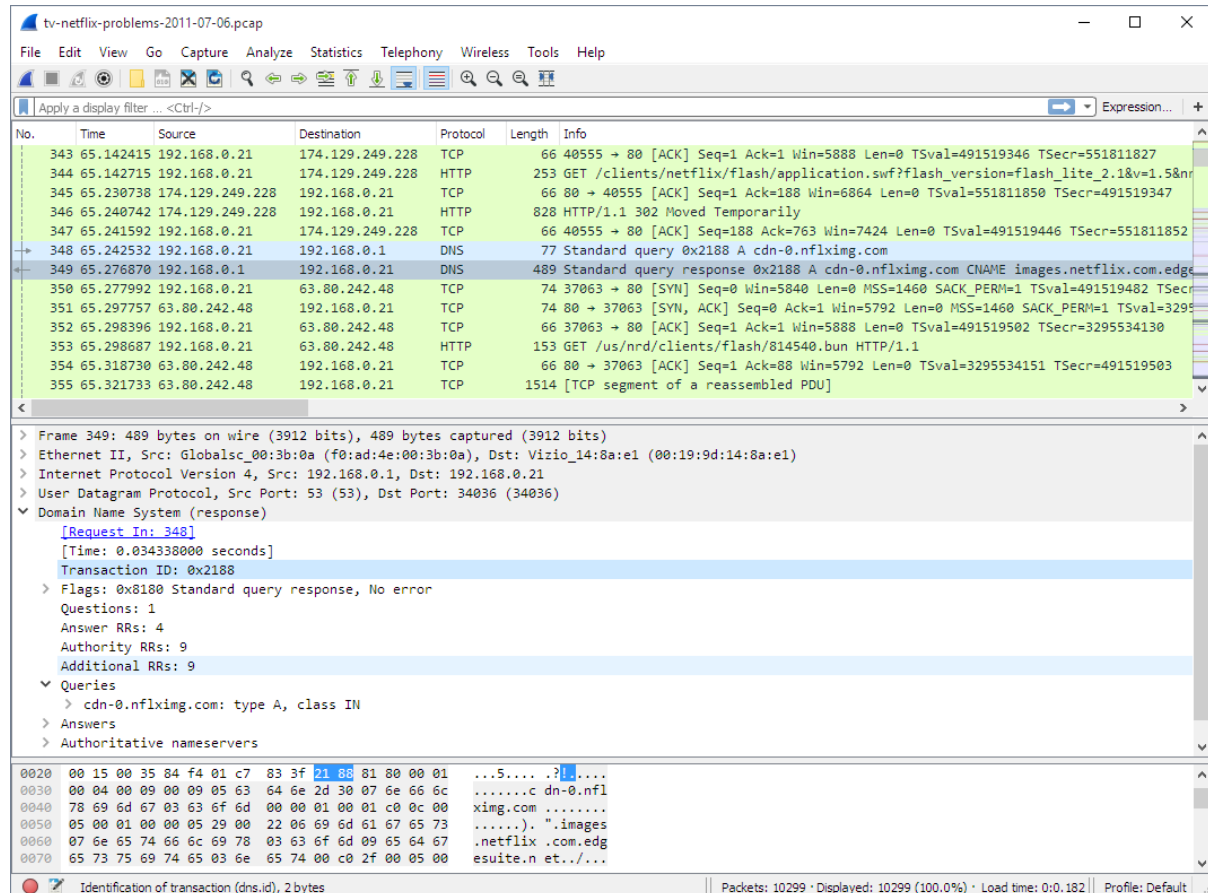 tv-netflix-problems-2011-07-06.pcap
File Edit View Go Capture Analyze Statistics Telephony Wireless Tools Help
Apply a display filter ... <Ctrl-/> Expression... +
No. Time Source Destination Protocol Length Info
343 65.142415 192.168.0.21 174.129.249.228 TCP 66 40555 → 80 [ACK] Seq=1 Ack=1 Win=5888 Len=0 TSval=491519346 TSecr=551811827
344 65.142715 192.168.0.21 174.129.249.228 HTTP 253 GET /clients/netflix/flash/application.swf?flash_version=flash_lite_2.1&v=1.5&nr
345 65.230738 174.129.249.228 192.168.0.21 TCP 66 80 → 40555 [ACK] Seq=1 Ack=188 Win=6864 Len=0 TSval=551811850 TSecr=491519347
346 65.240742 174.129.249.228 192.168.0.21 HTTP 828 HTTP/1.1 302 Moved Temporarily
347 65.241592 192.168.0.21 174.129.249.228 TCP 66 40555 → 80 [ACK] Seq=188 Ack=763 Win=7424 Len=0 TSval=491519446 TSecr=551811852
348 65.242532 192.168.0.21 192.168.0.1 DNS 77 Standard query 0x2188 A cdn-0.nflximg.com
349 65.276870 192.168.0.1 192.168.0.21 DNS 489 Standard query response 0x2188 A cdn-0.nflximg.com CNAME images.netflix.com.edge
350 65.277992 192.168.0.21 63.80.242.48 TCP 74 37063 → 80 [SYN] Seq=0 Win=5840 Len=0 MSS=1460 SACK_PERM=1 TSval=491519482 TSecr
351 65.297757 63.80.242.48 192.168.0.21 TCP 74 80 → 37063 [SYN, ACK] Seq=0 Ack=1 Win=5792 Len=0 MSS=1460 SACK_PERM=1 TSval=3295
352 65.298396 192.168.0.21 63.80.242.48 TCP 66 37063 → 80 [ACK] Seq=1 Ack=1 Win=5888 Len=0 TSval=491519502 TSecr=3295534130
353 65.298687 192.168.0.21 63.80.242.48 HTTP 153 GET /us/nrd/clients/flash/814540.bun HTTP/1.1
354 65.318730 63.80.242.48 192.168.0.21 TCP 66 80 → 37063 [ACK] Seq=1 Ack=88 Win=5792 Len=0 TSval=3295534151 TSecr=491519503
355 65.321733 63.80.242.48 192.168.0.21 TCP 1514 [TCP segment of a reassembled PDU]
Frame 349: 489 bytes on wire (3912 bits), 489 bytes captured (3912 bits)
Ethernet II, Src: Globalsc_00:3b:0a (f0:ad:4e:00:3b:0a), Dst: Vizio_14:8a:e1 (00:19:9d:14:8a:e1)
Internet Protocol Version 4, Src: 192.168.0.1, Dst: 192.168.0.21
User Datagram Protocol, Src Port: 53 (53), Dst Port: 34036 (34036)
Domain Name System (response)
[Request In: 348]
[Time: 0.034338000 seconds]
Transaction ID: 0x2188
Flags: 0x8180 Standard query response, No error
Questions: 1
Answer RRs: 4
Authority RRs: 9
Additional RRs: 9
Queries
cdn-0.nflximg.com: type A, class IN
Answers
Authoritative nameservers
0020 00 15 00 35 84 f4 01 c7 83 3f 21 88 81 80 00 01 ...5.... .?!.....
0030 00 04 00 09 00 09 05 63 64 6e 2d 30 07 6e 66 6c .......c dn-0.nfl
0040 78 69 6d 67 03 63 6f 6d 00 00 01 00 01 c0 0c 00 ximg.com ........
0050 05 00 01 00 00 05 29 00 22 06 69 6d 61 67 65 73 ......). ".images
0060 07 6e 65 74 66 6c 69 78 03 63 6f 6d 09 65 64 67 .netflix .com.edg
0070 65 73 75 69 74 65 03 6e 65 74 00 c0 2f 00 05 00 esuite.n et../...
Identification of transaction (dns.id), 2 bytes Packets: 10299 · Displayed: 10299 (100.0%) · Load time: 0:0.182 Profile: Default